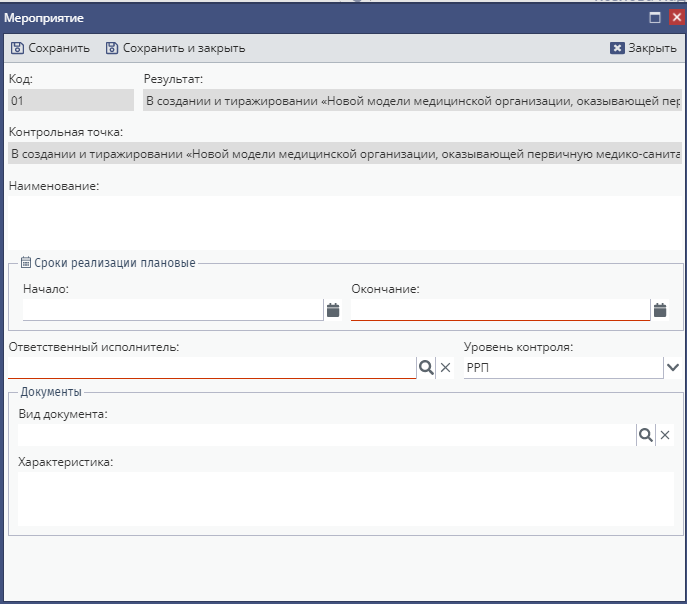 Мероприятие
Сохранить Сохранить и закрыть Закрыть
Код: Результат:
01 В создании и тиражировании «Новой модели медицинской организации, оказывающей пер
Контрольная точка:
В создании и тиражировании «Новой модели медицинской организации, оказывающей первичную медико-санита
Наименование:
Сроки реализации плановые
Начало: Окончание:
Ответственный исполнитель: Уровень контроля:
РРП
Документы
Вид документа:
Характеристика: